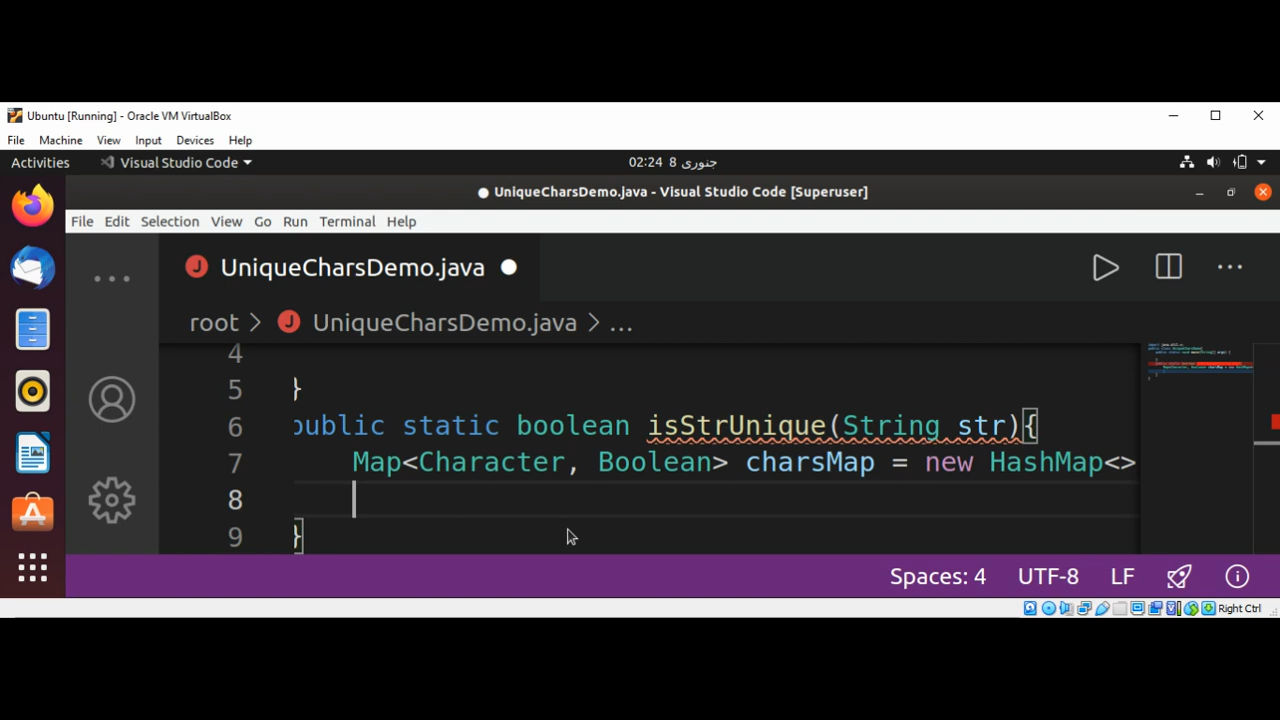 Ubuntu [Running] - Oracle VM VirtualBox
File Machine View Input Devices Help
Activities Visual Studio Code 02:24 8 جنوری
UniqueCharsDemo.java - Visual Studio Code [Superuser]
File Edit Selection View Go Run Terminal Help
UniqueCharsDemo.java
root > UniqueCharsDemo.java > ...
4
5 }
6 public static boolean isStrUnique(String str){
7 Map<Character, Boolean> charsMap = new HashMap<>
8
9 }
Spaces: 4 UTF-8 LF
Right Ctrl